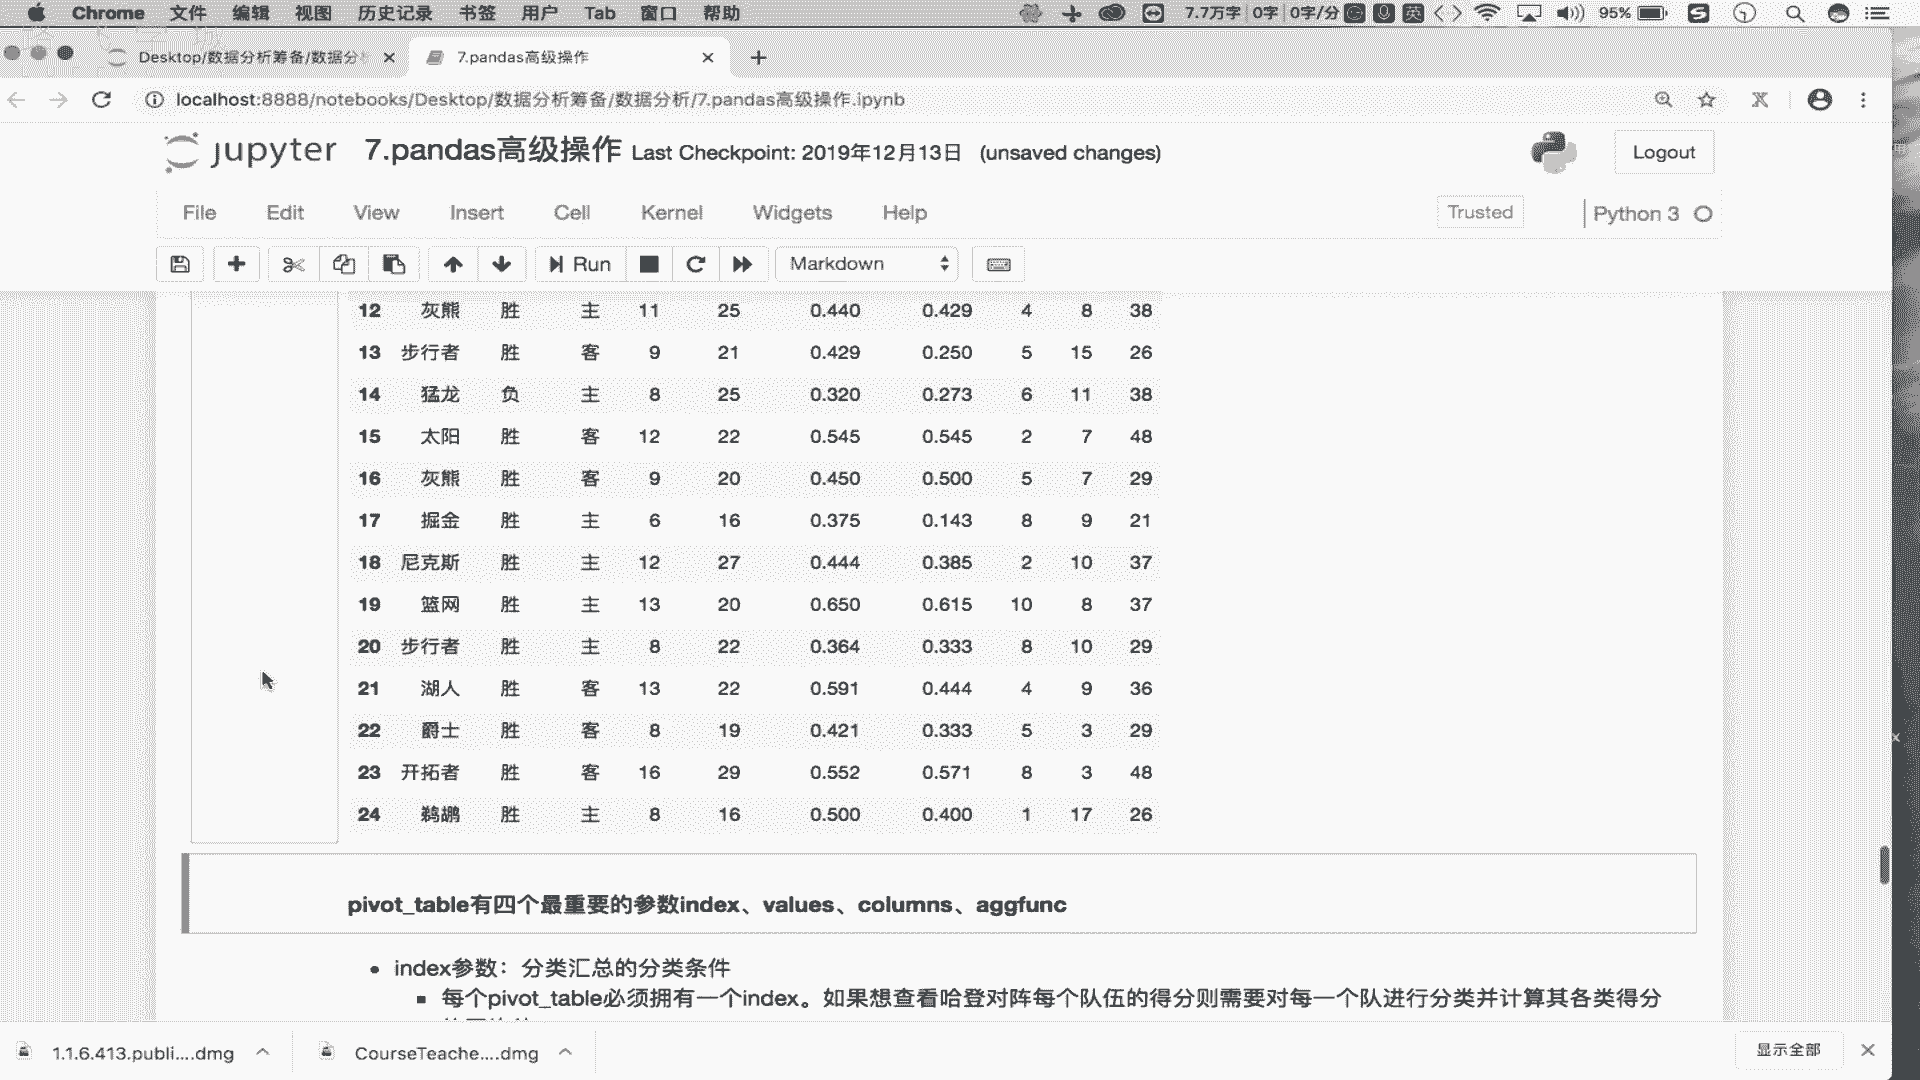 Chrome 文件 编辑 视图 历史记录 书签 用户 Tab 窗口 帮助 7.7万字 0字 0字/分 英 95%
Desktop/数据分析筹备/数据分 7.pandas高级操作
localhost:8888/notebooks/Desktop/数据分析筹备/数据分析/7.pandas高级操作.ipynb
jupyter 7.pandas高级操作 Last Checkpoint: 2019年12月13日 (unsaved changes) Logout
File Edit View Insert Cell Kernel Widgets Help Trusted Python 3
Run Markdown
12 灰熊 胜 主 11 25 0.440 0.429 4 8 38
13 步行者 胜 客 9 21 0.429 0.250 5 15 26
14 猛龙 负 主 8 25 0.320 0.273 6 11 38
15 太阳 胜 客 12 22 0.545 0.545 2 7 48
16 灰熊 胜 客 9 20 0.450 0.500 5 7 29
17 掘金 胜 主 6 16 0.375 0.143 8 9 21
18 尼克斯 胜 主 12 27 0.444 0.385 2 10 37
19 篮网 胜 主 13 20 0.650 0.615 10 8 37
20 步行者 胜 主 8 22 0.364 0.333 8 10 29
21 湖人 胜 客 13 22 0.591 0.444 4 9 36
22 爵士 胜 客 8 19 0.421 0.333 5 3 29
23 开拓者 胜 客 16 29 0.552 0.571 8 3 48
24 鹈鹕 胜 主 8 16 0.500 0.400 1 17 26
pivot_table有四个最重要的参数index、values、columns、aggfunc
index参数：分类汇总的分类条件
每个pivot_table必须拥有一个index。如果想查看哈登对阵每个队伍的得分则需要对每一个队进行分类并计算其各类得分
1.1.6.413.publi....dmg CourseTeache....dmg 显示全部